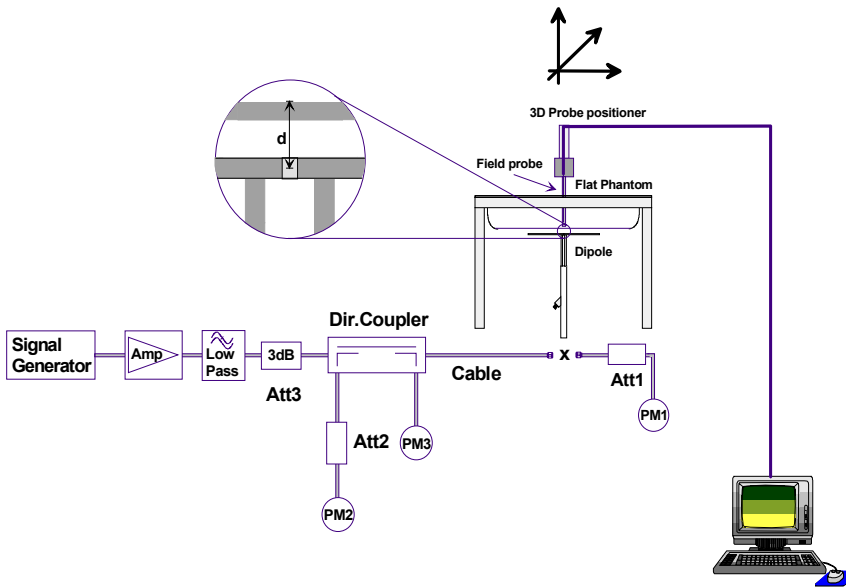 3D Probe positioner
d
Field probe
Flat Phantom
Dipole
Dir.Coupler
Signal
Generator
Amp
Low
Pass
3dB
x
Att3
Cable
Att1
PM1
Att2
PM3
PM2